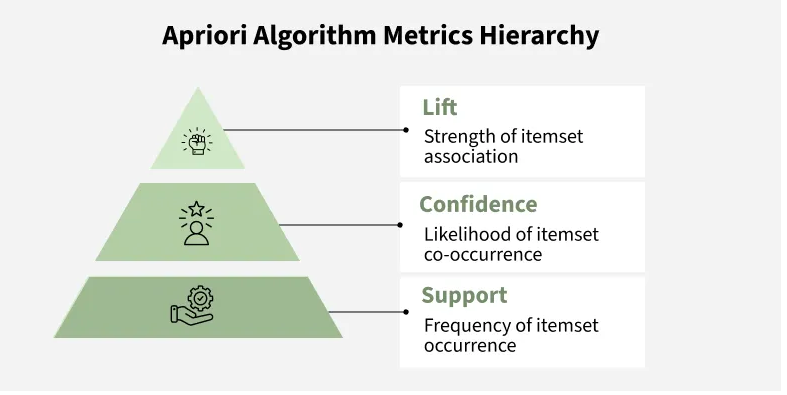 Apriori Algorithm Metrics Hierarchy
Lift
Strength of itemset
association
Confidence
Likelihood of itemset
co-occurrence
Support
Frequency of itemset
occurrence